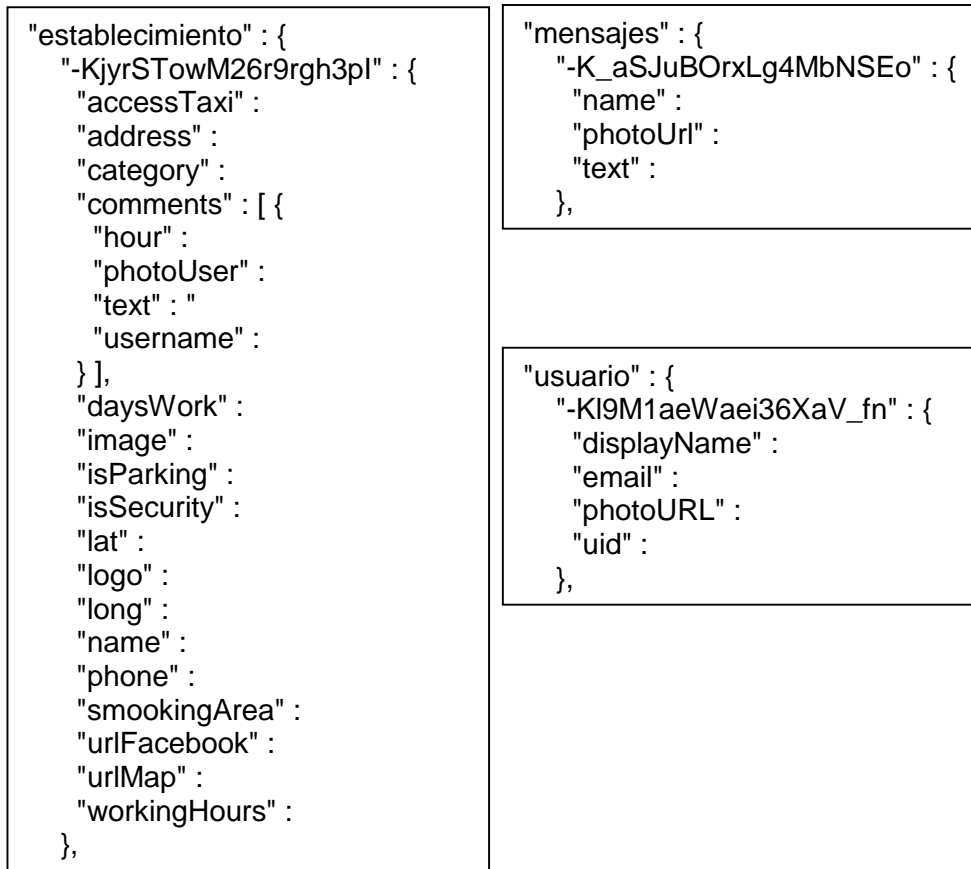 "establecimiento" : {
"-KjyrSTowM26r9rgh3pI" : {
"accessTaxi" :
"address" :
"category" :
"comments" : [ {
"hour" :
"photoUser" :
"text" : "
"username" :
} ],
"daysWork" :
"image" :
"isParking" :
"isSecurity" :
"lat" :
"logo" :
"long" :
"name" :
"phone" :
"smookingArea" :
"urlFacebook" :
"urlMap" :
"workingHours" :
},
"mensajes" : {
"-K_aSJuBOrxLg4MbNSEo" : {
"name" :
"photoUrl" :
"text" :
},
"usuario" : {
"-Kl9M1aeWaei36XaV_fn" : {
"displayName" :
"email" :
"photoURL" :
"uid" :
},